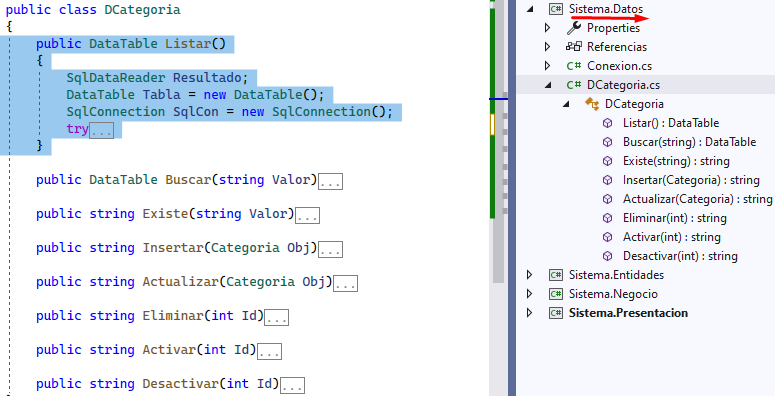 public class DCategoria
{
public DataTable Listar()
{
SqlDataReader Resultado;
DataTable Tabla = new DataTable();
SqlConnection SqlCon = new SqlConnection();
try...
}
public DataTable Buscar(string Valor)...
public string Existe(string Valor)...
public string Insertar(Categoria Obj)...
public string Actualizar(Categoria Obj)...
public string Eliminar(int Id)...
public string Activar(int Id)...
public string Desactivar(int Id)...
C# Sistema.Datos
Properties
Referencias
C# Conexion.cs
C# DCategoria.cs
DCategoria
Listar() : DataTable
Buscar(string) : DataTable
Existe(string) : string
Insertar(Categoria) : string
Actualizar(Categoria) : string
Eliminar(int) : string
Activar(int) : string
Desactivar(int) : string
C# Sistema.Entidades
C# Sistema.Negocio
C# Sistema.Presentacion